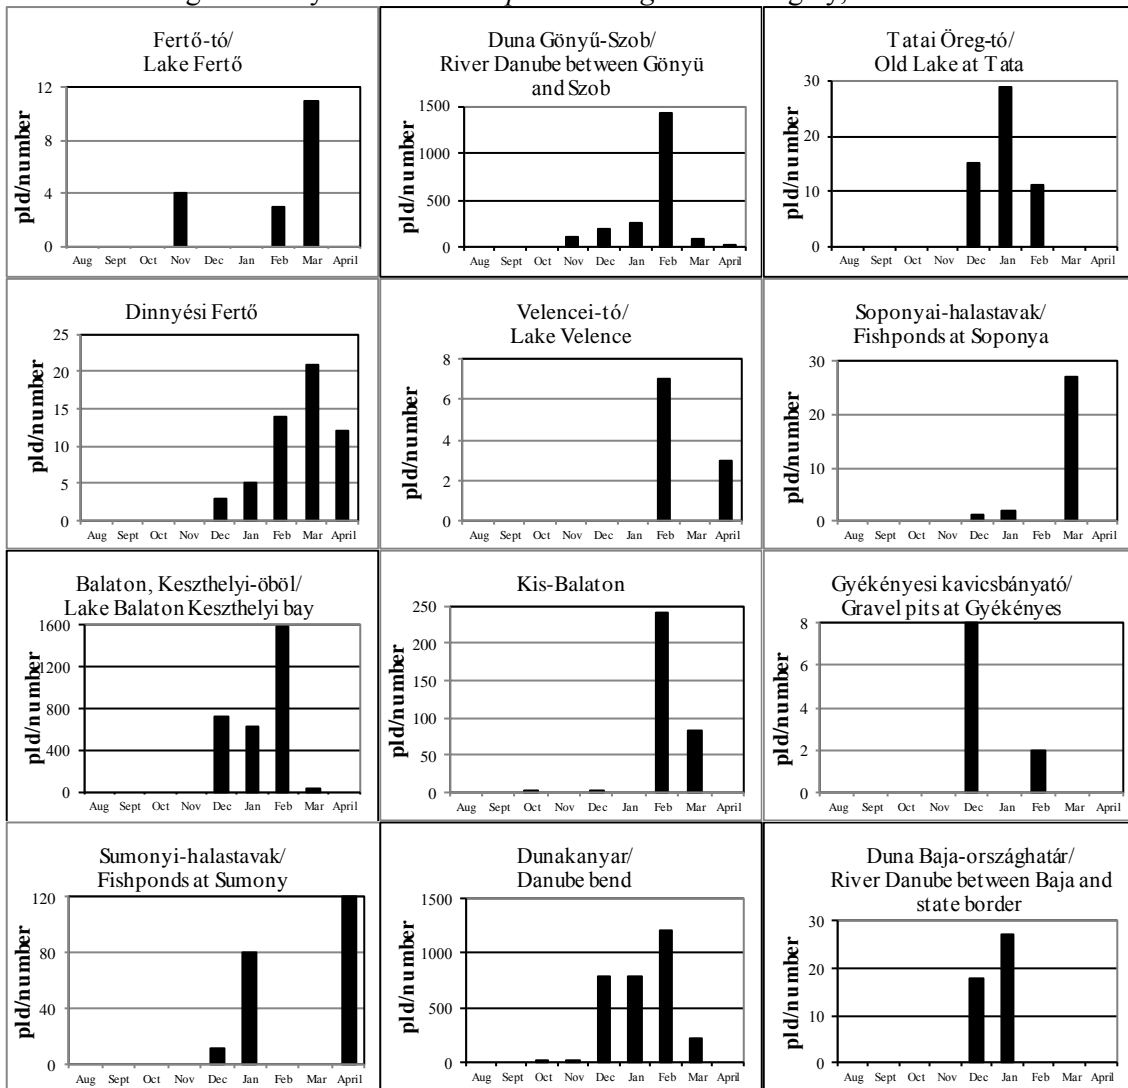 Fertő-tó/
Lake Fertő
pld/number
12
8
4
0
Aug Sept Oct Nov Dec Jan Feb Mar April
Duna Gönyű-Szob/
River Danube between Gönyü
and Szob
pld/number
1500
1000
500
0
Aug Sept Oct Nov Dec Jan Feb Mar April
Tatai Öreg-tó/
Old Lake at Tata
pld/number
30
20
10
0
Aug Sept Oct Nov Dec Jan Feb Mar April
Dinnyési Fertő
pld/number
25
20
15
10
5
0
Aug Sept Oct Nov Dec Jan Feb Mar April
Velencei-tó/
Lake Velence
pld/number
8
6
4
2
0
Aug Sept Oct Nov Dec Jan Feb Mar April
Soponyai-halastavak/
Fishponds at Soponya
pld/number
30
20
10
0
Aug Sept Oct Nov Dec Jan Feb Mar April
Balaton, Keszthelyi-öböl/
Lake Balaton Keszthelyi bay
pld/number
1600
1200
800
400
0
Aug Sept Oct Nov Dec Jan Feb Mar April
Kis-Balaton
pld/number
250
200
150
100
50
0
Aug Sept Oct Nov Dec Jan Feb Mar April
Gyékényesi kavicsbányató/
Gravel pits at Gyékényes
pld/number
8
6
4
2
0
Aug Sept Oct Nov Dec Jan Feb Mar April
Sumonyi-halastavak/
Fishponds at Sumony
pld/number
120
80
40
0
Aug Sept Oct Nov Dec Jan Feb Mar April
Dunakanyar/
Danube bend
pld/number
1500
1000
500
0
Aug Sept Oct Nov Dec Jan Feb Mar April
Duna Baja-országhatár/
River Danube between Baja and
state border
pld/number
30
20
10
0
Aug Sept Oct Nov Dec Jan Feb Mar April